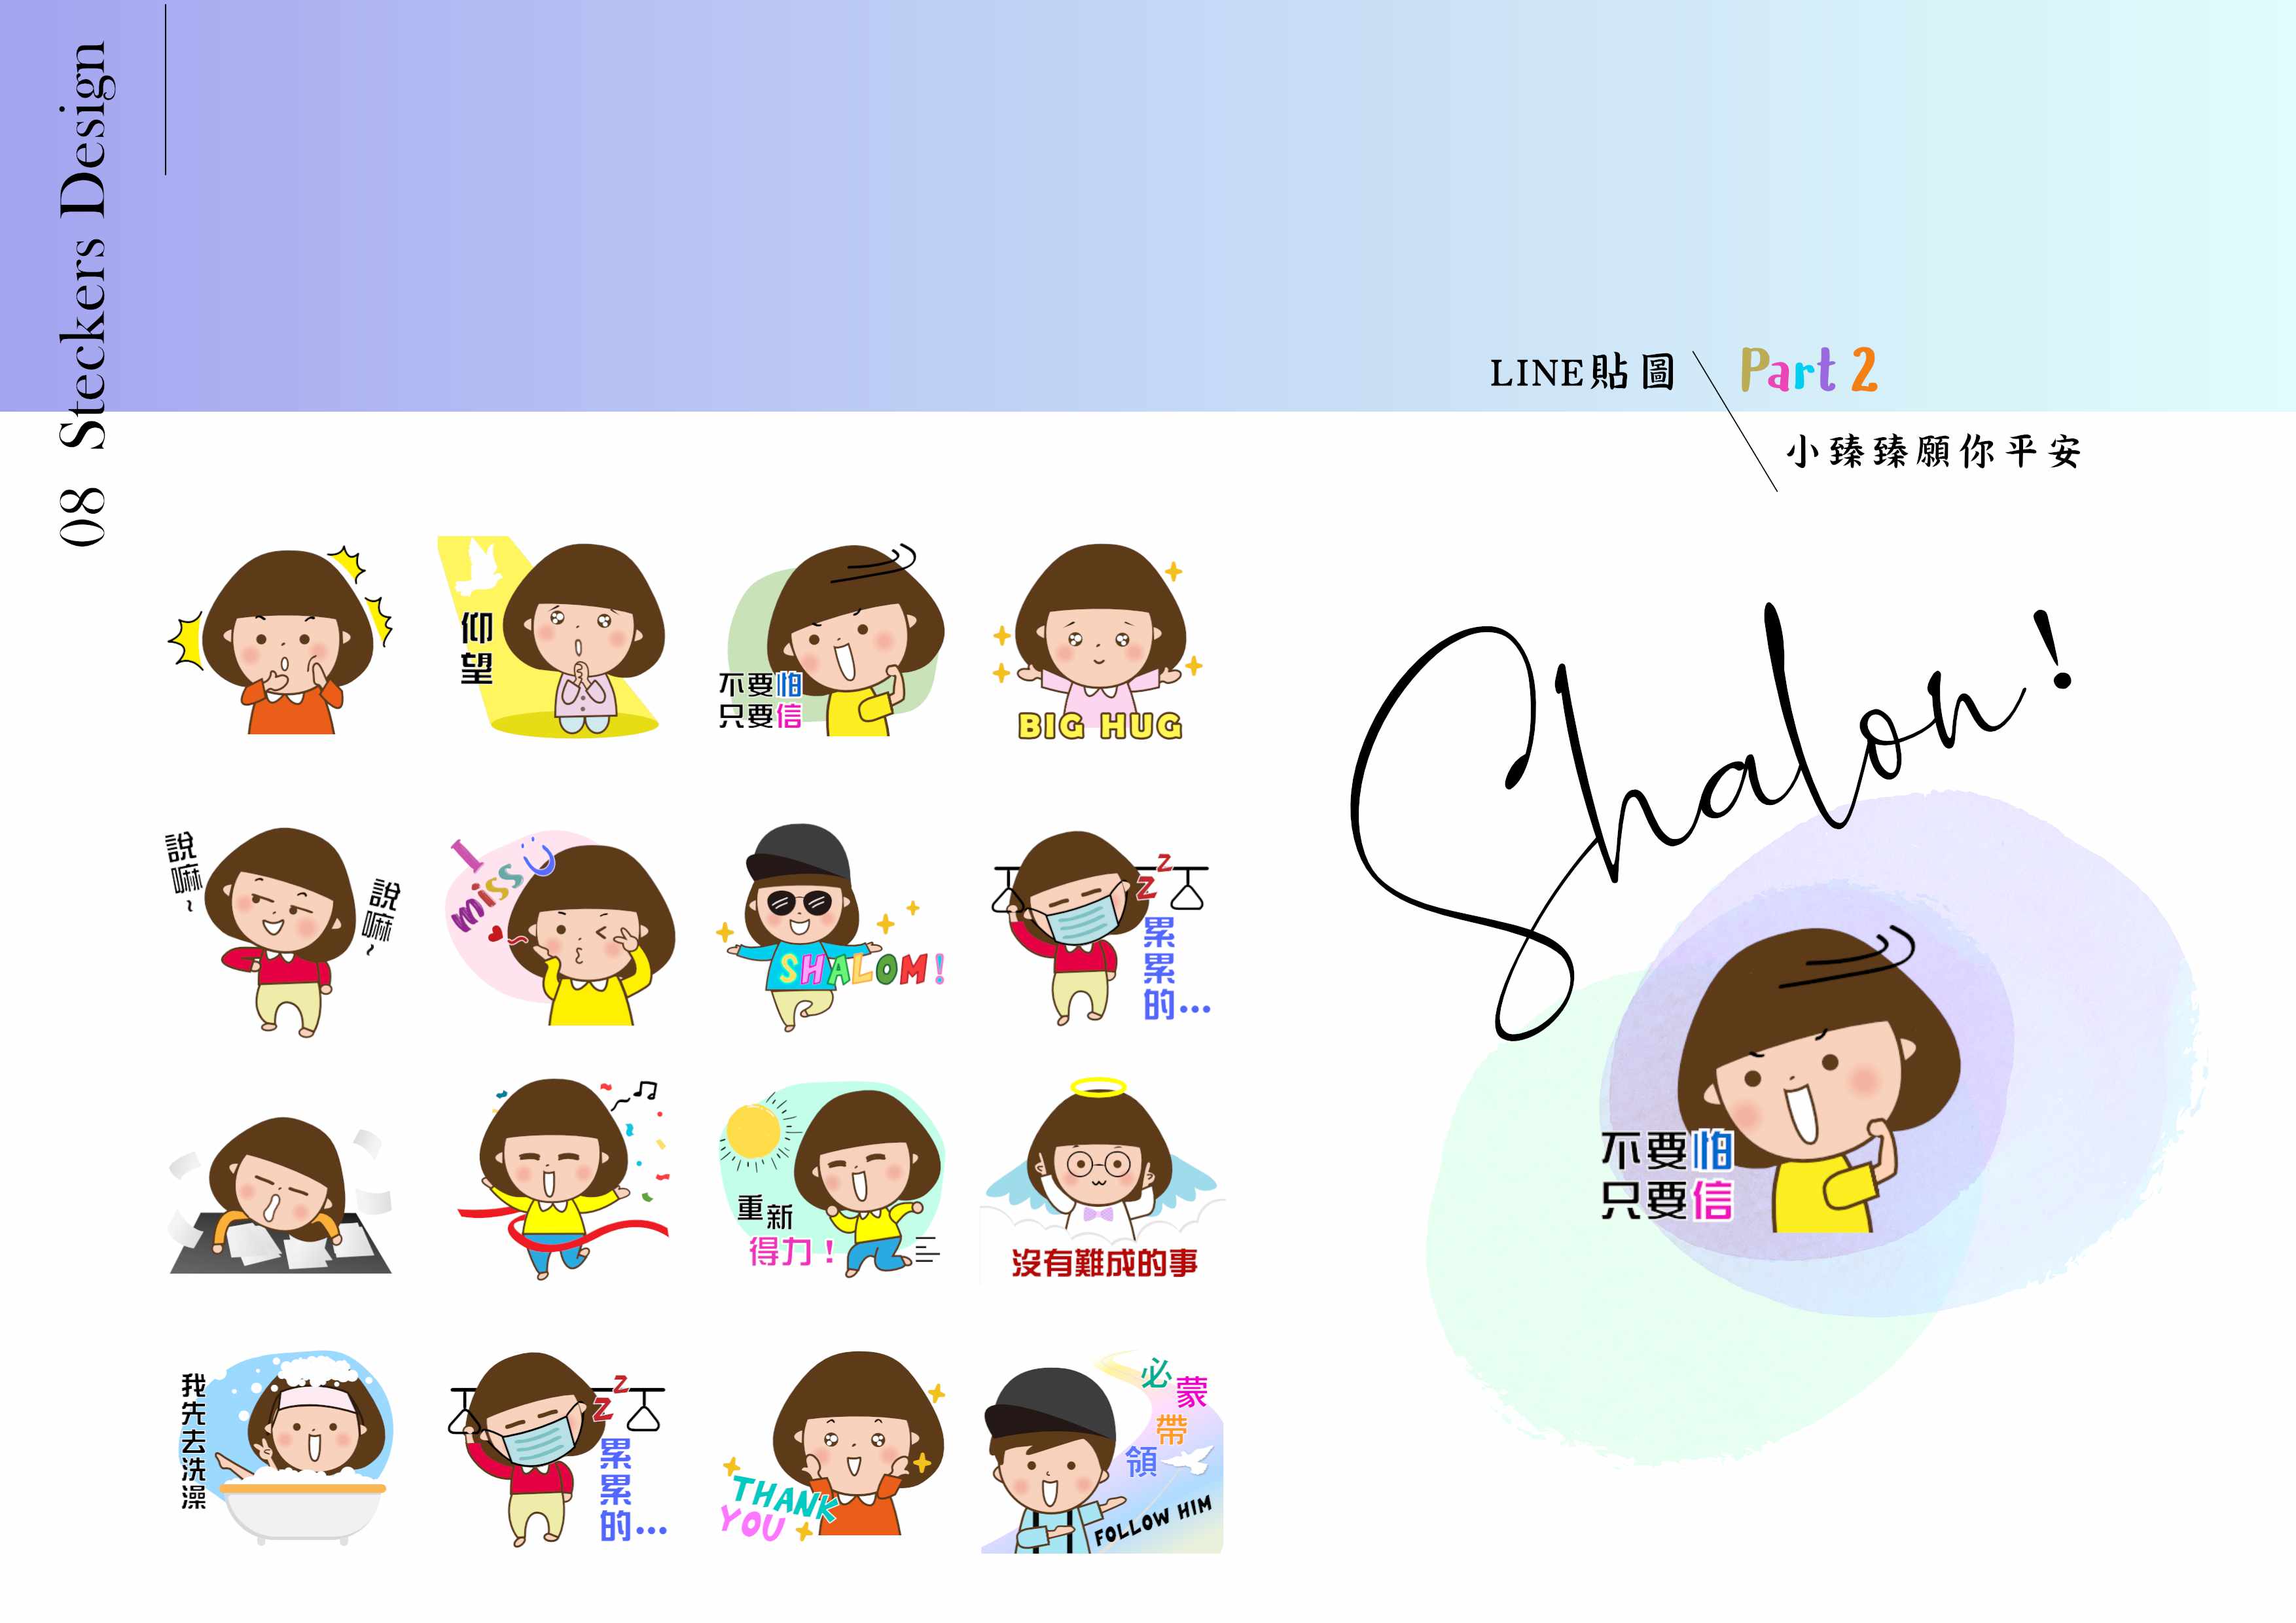 08 Steckers Design
LINE貼圖
Part 2
小臻臻願你平安
仰望
不要怕
只要信
BIG HUG
說嘛~
說嘛~
I
miss U
SHALOM!
z
z
累累的...
重新
得力!
沒有難成的事
我先去洗澡
z
z
累累的...
THANK
YOU
必蒙帶領
FOLLOW HIM
Shalon!
不要怕
只要信